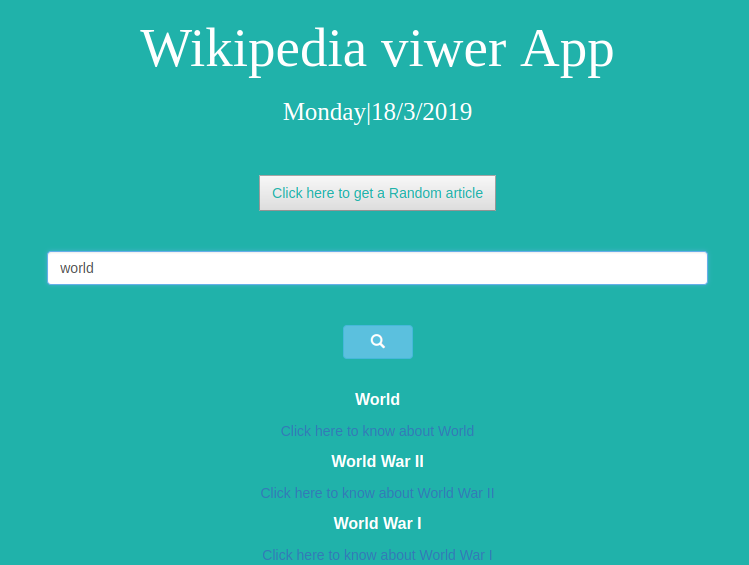 Wikipedia viwer App
Monday|18/3/2019
Click here to get a Random article
world
World
Click here to know about World
World War II
Click here to know about World War II
World War I
Click here to know about World War I